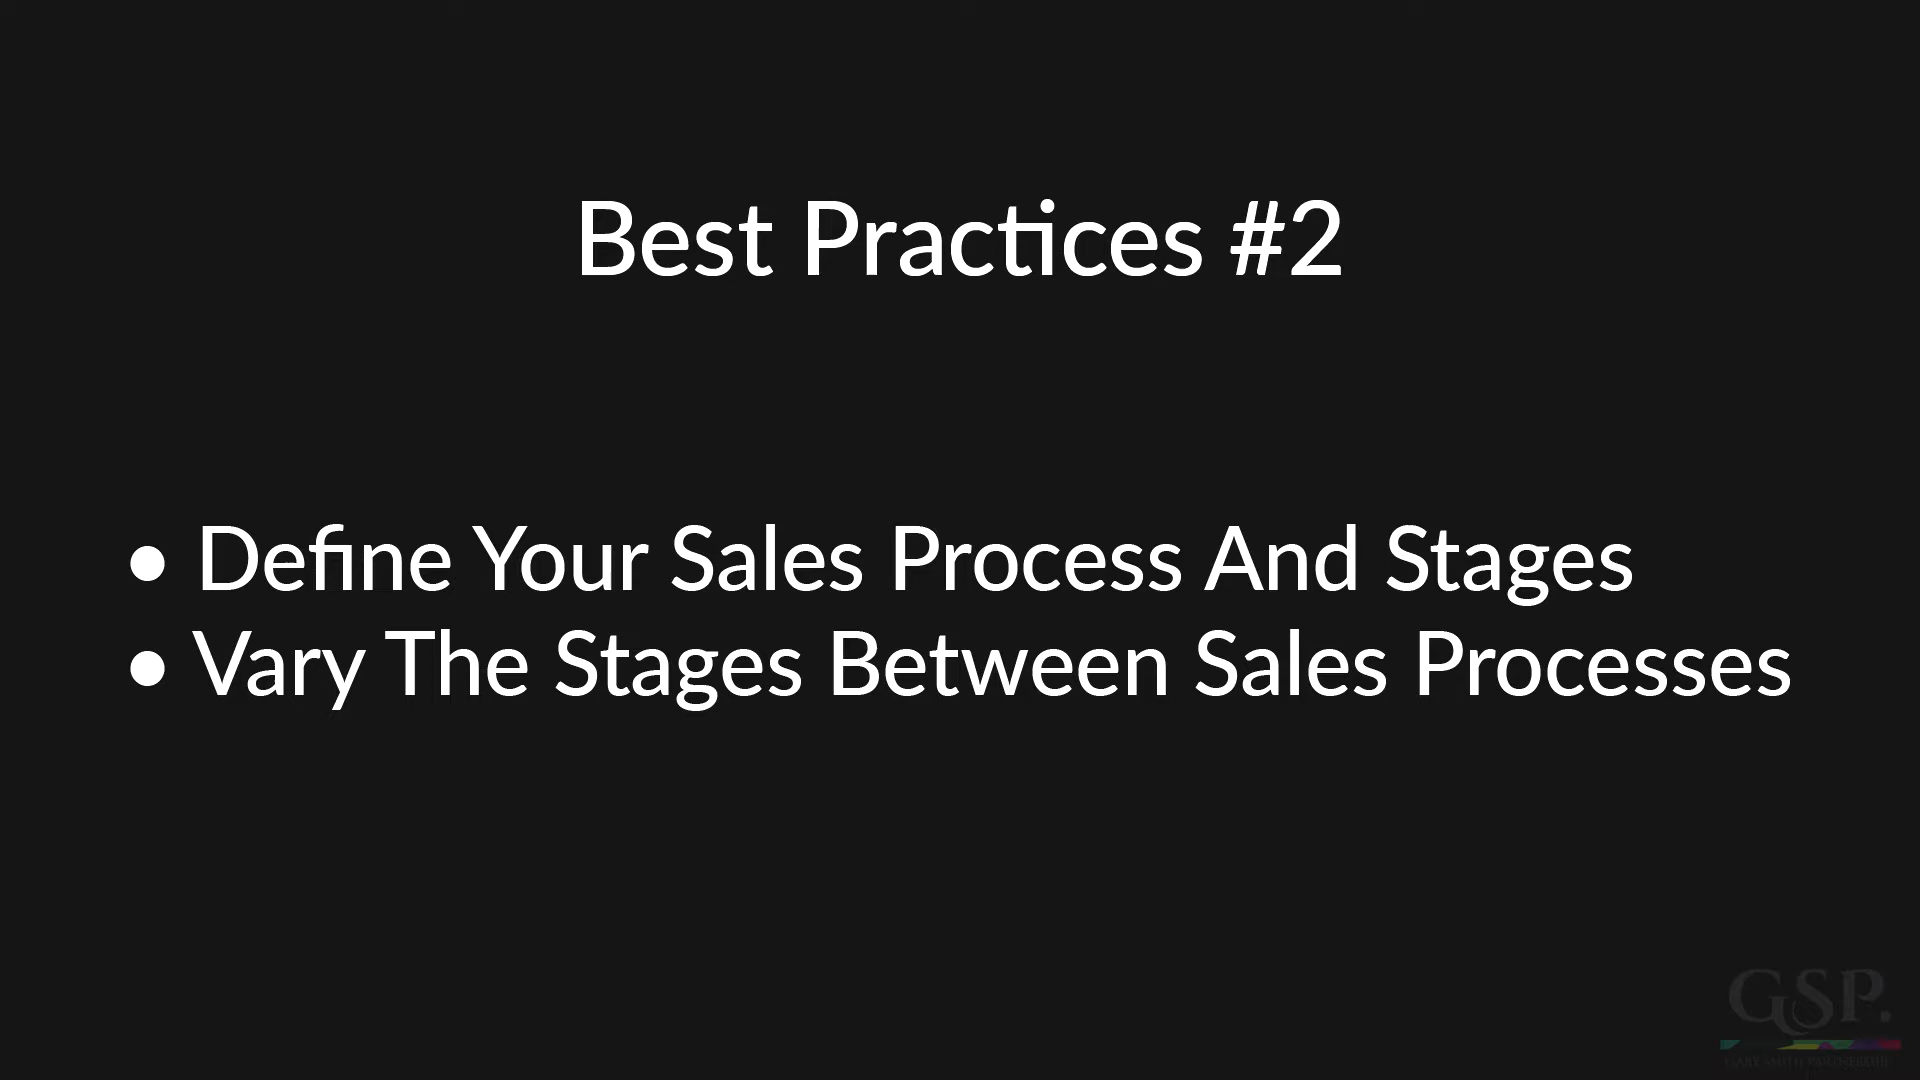 Best Practices #2
• Define Your Sales Process And Stages
• Vary The Stages Between Sales Processes
GSP.